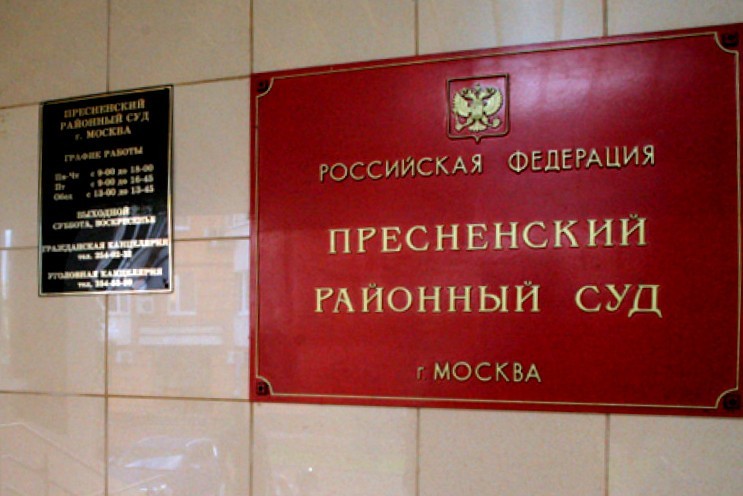 ПРЕСНЕНСКИЙ
РАЙОННЫЙ СУД
г. МОСКВА
ГРАФИК РАБОТЫ
Пн-Чт с 9-00 до 18-00
Пт с 9-00 до 16-45
Обед с 13-00 до 13-45
ВЫХОДНОЙ
СУББОТА, ВОСКРЕСЕНЬЕ
ГРАЖДАНСКАЯ КАНЦЕЛЯРИЯ
тел.
УГОЛОВНАЯ КАНЦЕЛЯРИЯ
тел.
РОССИЙСКАЯ ФЕДЕРАЦИЯ
ПРЕСНЕНСКИЙ
РАЙОННЫЙ СУД
г. МОСКВА